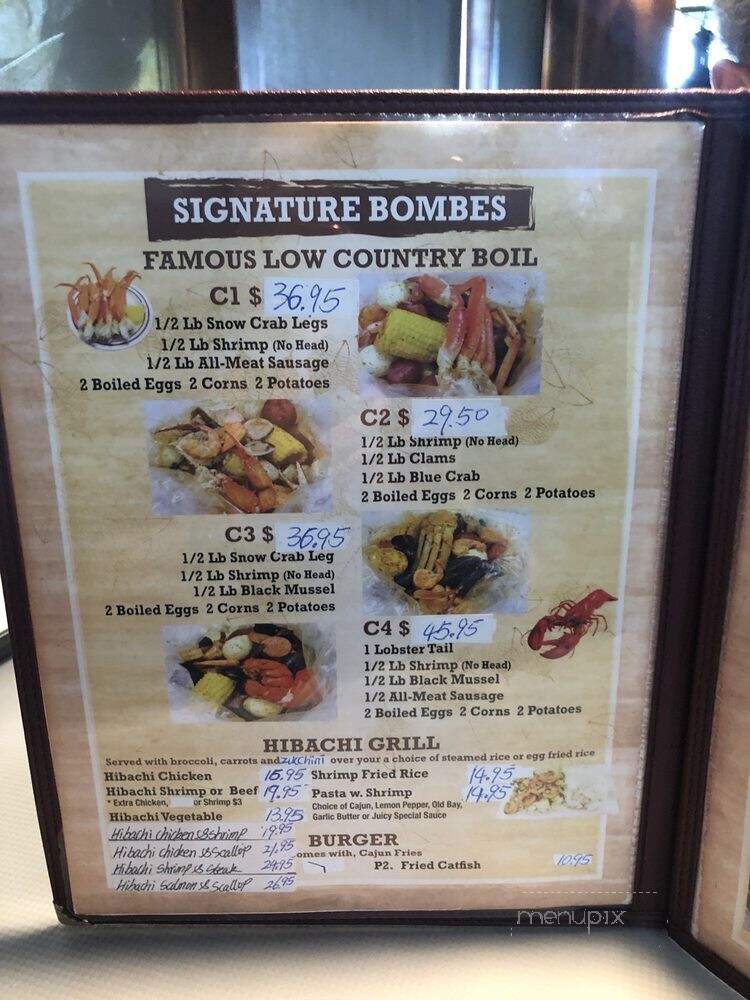 SIGNATURE BOMBES
FAMOUS LOW COUNTRY BOIL
C1 $ 36.95
1/2 Lb Snow Crab Legs
1/2 Lb Shrimp (No Head)
1/2 Lb All-Meat Sausage
2 Boiled Eggs 2 Corns 2 Potatoes
C2 $ 29.50
1/2 Lb Shrimp (No Head)
1/2 Lb Clams
1/2 Lb Blue Crab
2 Boiled Eggs 2 Corns 2 Potatoes
C3 $ 36.95
1/2 Lb Snow Crab Leg
1/2 Lb Shrimp (No Head)
1/2 Lb Black Mussel
2 Boiled Eggs 2 Corns 2 Potatoes
C4 $ 45.95
1 Lobster Tail
1/2 Lb Shrimp (No Head)
1/2 Lb Black Mussel
1/2 All-Meat Sausage
2 Boiled Eggs 2 Corns 2 Potatoes
HIBACHI GRILL
Served with broccoli, carrots and zucchini over your a choice of steamed rice or egg fried rice
Hibachi Chicken 16.95
Hibachi Shrimp or Beef 19.95
* Extra Chicken, or Shrimp $3
Hibachi Vegetable 13.95
Hibachi chicken & shrimp 19.95
Hibachi chicken & Scallop 21.95
Hibachi Shrimp & Steak 24.95
Hibachi Salmon & Scallop 26.95
Shrimp Fried Rice 14.95
Pasta w. Shrimp 14.95
Choice of Cajun, Lemon Pepper, Old Bay,
Garlic Butter or Juicy Special Sauce
BURGER
omes with, Cajun Fries
P2. Fried Catfish 10.95
menupix